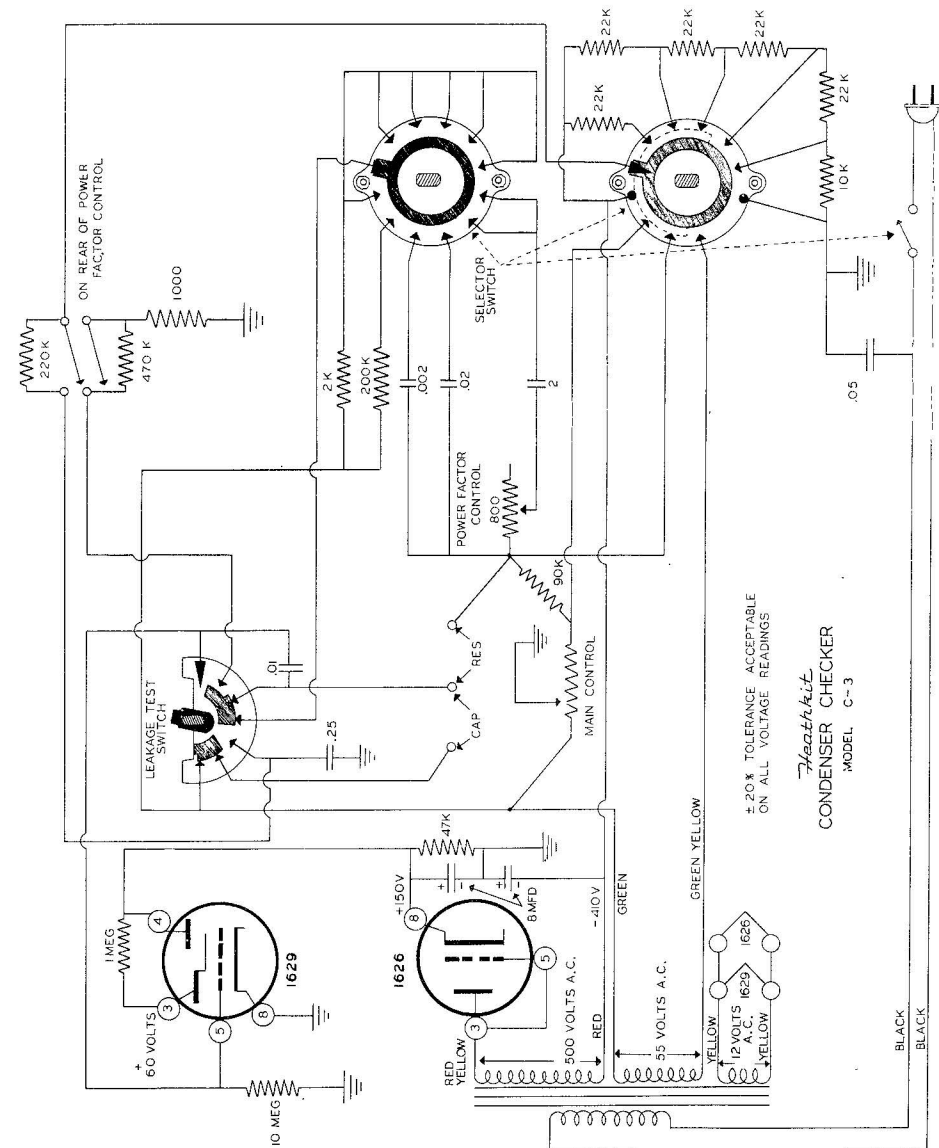 22K
22K
22K
22K
22K
10K
ON REAR OF POWER
FACTOR CONTROL
220K
470 K
1000
SELECTOR
SWITCH
2K
200K
.002
.02
2
.05
POWER FACTOR
CONTROL
800
90K
LEAKAGE TEST
SWITCH
.01
.25
RES
CAP
MAIN CONTROL
± 20% TOLERANCE ACCEPTABLE
ON ALL VOLTAGE READINGS
Heathkit
CONDENSER CHECKER
MODEL C-3
1 MEG
4
3
5
8
1629
+
60 VOLTS
10 MEG
47K
+150V
+
-
±
-
8 MFD
-410V
8
5
3
1626
RED
YELLOW
500 VOLTS A.C.
RED
GREEN
55 VOLTS A.C.
GREEN YELLOW
YELLOW
12 VOLTS
A.C.
YELLOW
1629
1626
BLACK
BLACK